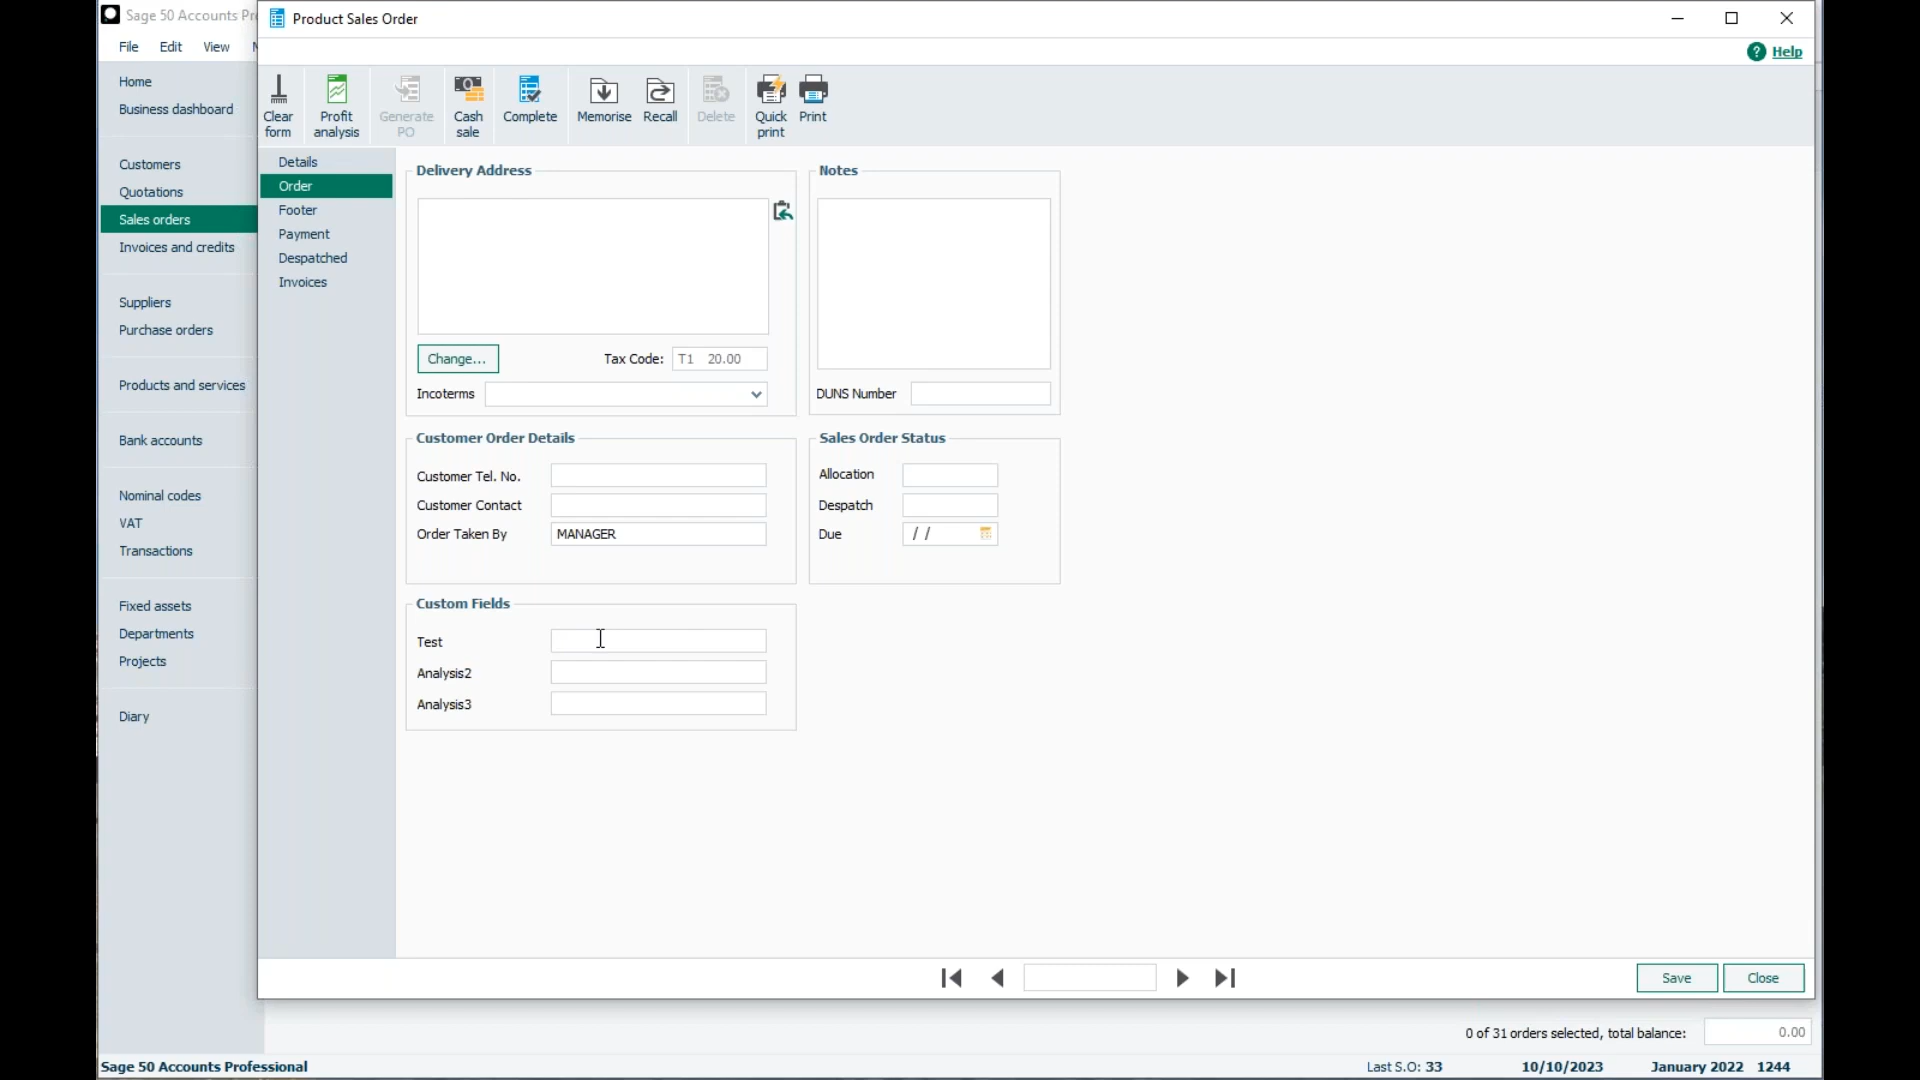 Sage 50 Accounts Pr
Product Sales Order
File Edit View
Help
Home
Business dashboard
Customers
Quotations
Sales orders
Invoices and credits
Suppliers
Purchase orders
Products and services
Bank accounts
Nominal codes
VAT
Transactions
Fixed assets
Departments
Projects
Diary
Clear form
Profit analysis
Generate PO
Cash sale
Complete
Memorise
Recall
Delete
Quick print
Print
Details
Order
Footer
Payment
Despatched
Invoices
Delivery Address
Change...
Tax Code: T1 20.00
Incoterms
Notes
DUNS Number
Customer Order Details
Customer Tel. No.
Customer Contact
Order Taken By MANAGER
Sales Order Status
Allocation
Despatch
Due / /
Custom Fields
Test
Analysis2
Analysis3
Save Close
0 of 31 orders selected, total balance: 0.00
Sage 50 Accounts Professional Last S.O: 33 10/10/2023 January 2022 1244